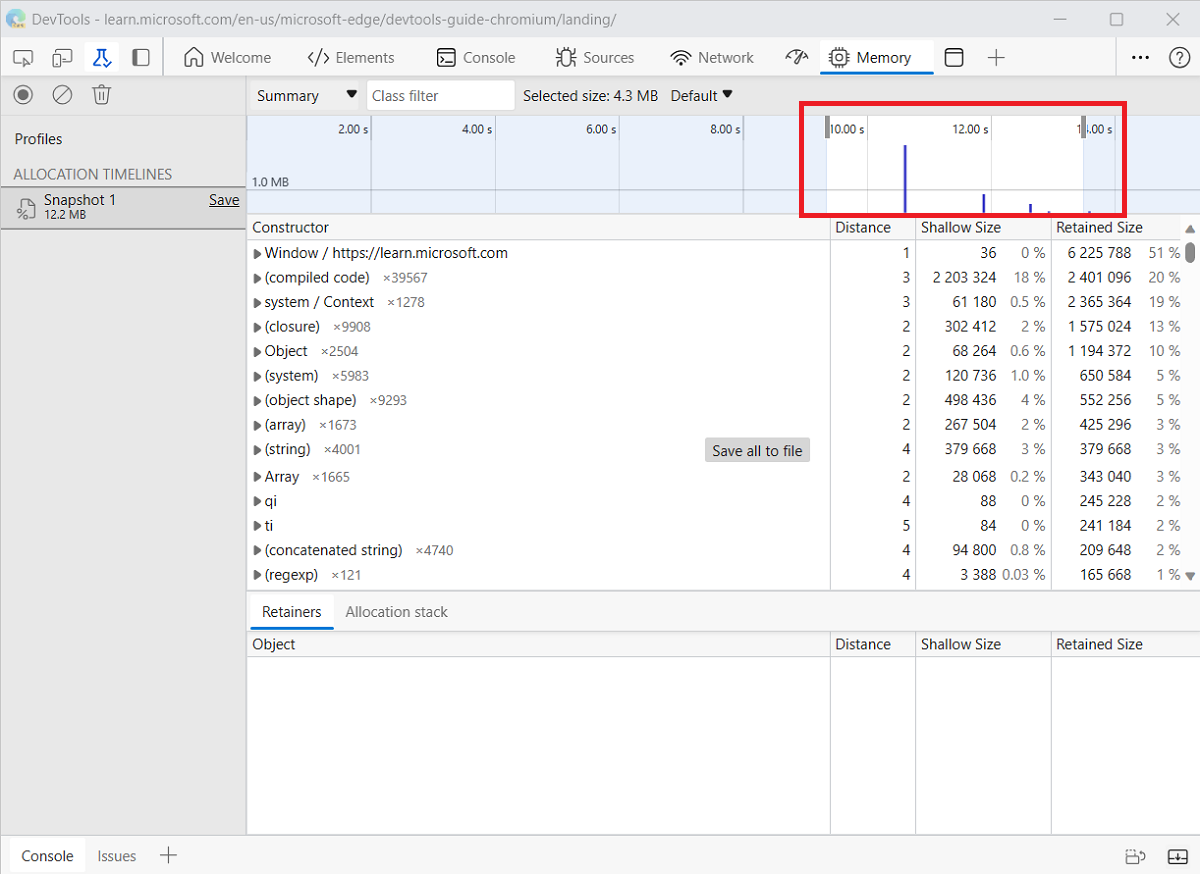 DevTools - learn.microsoft.com/en-us/microsoft-edge/devtools-guide-chromium/landing/
Welcome Elements Console Sources Network Memory
Summary Class filter Selected size: 4.3 MB Default
Profiles
ALLOCATION TIMELINES
Snapshot 1 Save
12.2 MB
2.00 s 4.00 s 6.00 s 8.00 s 10.00 s 12.00 s
1.0 MB
Constructor Distance Shallow Size Retained Size
Window / https://learn.microsoft.com 1 36 0 % 6 225 788 51 %
(compiled code) ×39567 3 2 203 324 18 % 2 401 096 20 %
system / Context ×1278 3 61 180 0.5 % 2 365 364 19 %
(closure) ×9908 2 302 412 2 % 1 575 024 13 %
Object ×2504 2 68 264 0.6 % 1 194 372 10 %
(system) ×5983 2 120 736 1.0 % 650 584 5 %
(object shape) ×9293 2 498 436 4 % 552 256 5 %
(array) ×1673 2 267 504 2 % 425 296 3 %
(string) ×4001 Save all to file 4 379 668 3 % 379 668 3 %
Array ×1665 2 28 068 0.2 % 343 040 3 %
qi 4 88 0 % 245 228 2 %
ti 5 84 0 % 241 184 2 %
(concatenated string) ×4740 4 94 800 0.8 % 209 648 2 %
(regexp) ×121 4 3 388 0.03 % 165 668 1 %
Retainers Allocation stack
Object Distance Shallow Size Retained Size
Console Issues